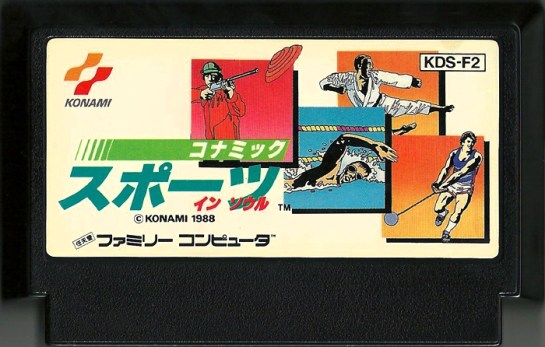 KONAMI
KDS-F2
コナミック
スポーツ
イン ソウル TM
© KONAMI 1988
任天堂 ファミリー コンピュータ TM